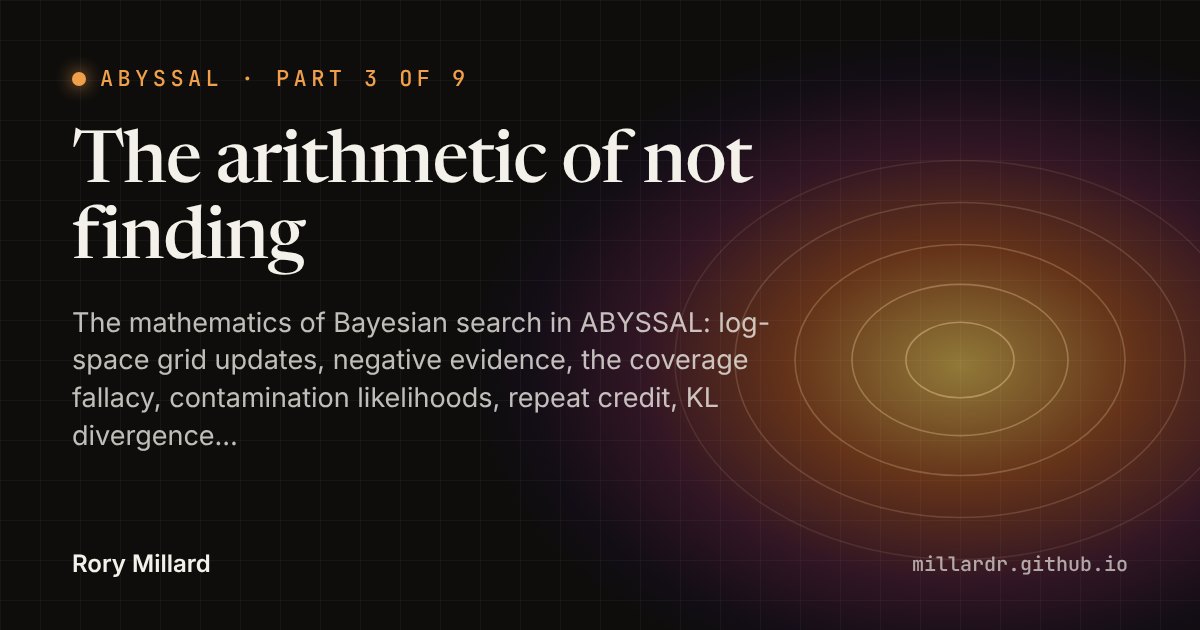 ABYSSAL · PART 3 OF 9
The arithmetic of not
finding
The mathematics of Bayesian search in ABYSSAL: log-
space grid updates, negative evidence, the coverage
fallacy, contamination likelihoods, repeat credit, KL
divergence...
Rory Millard
millardr.github.io